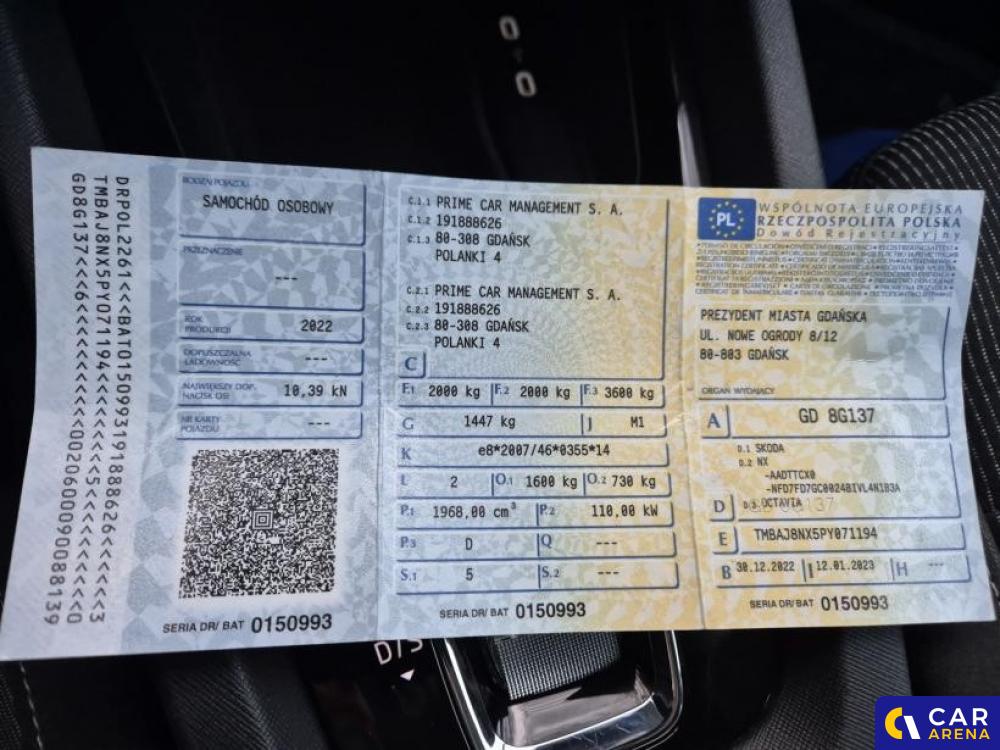 DRPOL2261<<<BAT0150993191888626<<<<<<<3
TMBAJ8NX5PY071194<<<<<<<<5<<<<<<<<<<<<0
GD8G137<<6<<<<<<<<<<<0020600090088139
RODZAJ POJAZDU
SAMOCHÓD OSOBOWY
PRZEZNACZENIE
---
ROK PRODUKCJI 2022
DOPUSZCZALNA ŁADOWNOŚĆ ---
NAJWIĘKSZY DOP. NACISK OSI 10,39 kN
NR KARTY POJAZDU ---
SERIA DR/ BAT 0150993
C.1.1 PRIME CAR MANAGEMENT S. A.
C.1.2 191888626
C.1.3 80-308 GDAŃSK
POLANKI 4
C.2.1 PRIME CAR MANAGEMENT S. A.
C.2.2 191888626
C.2.3 80-308 GDAŃSK
POLANKI 4
C
F.1 2000 kg F.2 2000 kg F.3 3600 kg
G 1447 kg J M1
K e8*2007/46*0355*14
L 2 O.1 1600 kg O.2 730 kg
P.1 1968,00 cm³ P.2 110,00 kW
P.3 D Q ---
S.1 5 S.2 ---
SERIA DR/ BAT 0150993
PL
WSPÓLNOTA EUROPEJSKA
RZECZPOSPOLITA POLSKA
Dowód Rejestracyjny
PREZYDENT MIASTA GDAŃSKA
UL. NOWE OGRODY 8/12
80-803 GDAŃSK
ORGAN WYDAJĄCY
A GD 8G137
D.1 SKODA
D.2 NX
-AADTTCX0
-NFD7FD7GC0024BIVL4N1B3A
D D.3 OCTAVIA
E TMBAJ8NX5PY071194
B 30.12.2022 I 12.01.2023 H ---
SERIA DR/ BAT 0150993
D/S
CAR
ARENA